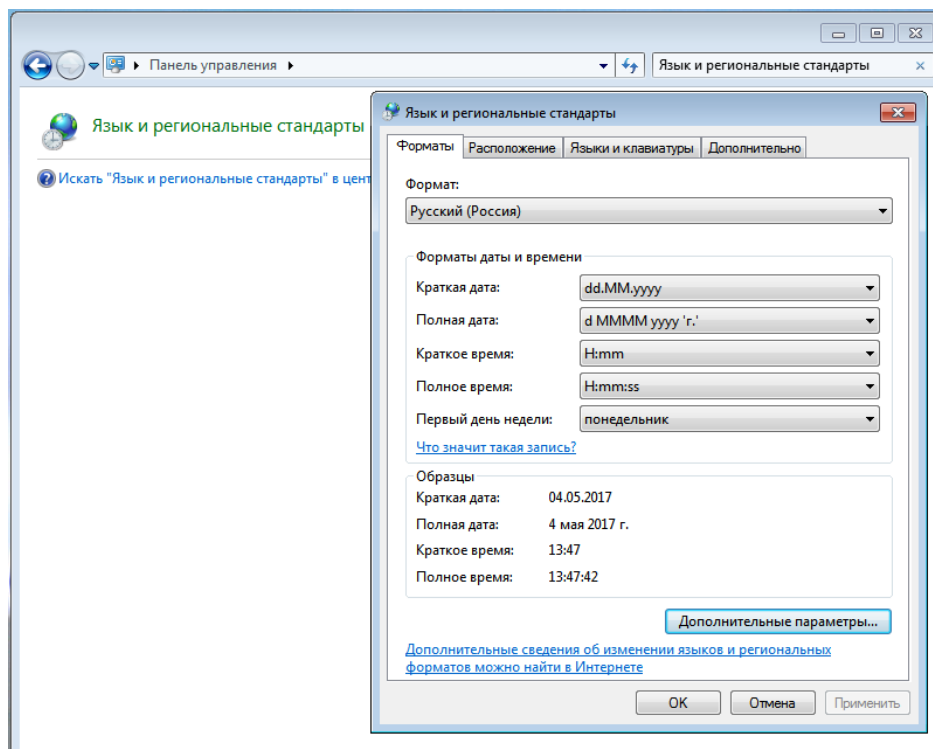 Панель управления
Язык и региональные стандарты
Язык и региональные стандарты
Искать "Язык и региональные стандарты" в цент
Язык и региональные стандарты
Форматы Расположение Языки и клавиатуры Дополнительно
Формат:
Русский (Россия)
Форматы даты и времени
Краткая дата: dd.MM.yyyy
Полная дата: d MMMM yyyy 'г.'
Краткое время: H:mm
Полное время: H:mm:ss
Первый день недели: понедельник
Что значит такая запись?
Образцы
Краткая дата: 04.05.2017
Полная дата: 4 мая 2017 г.
Краткое время: 13:47
Полное время: 13:47:42
Дополнительные параметры...
Дополнительные сведения об изменении языков и региональных
форматов можно найти в Интернете
OK Отмена Применить